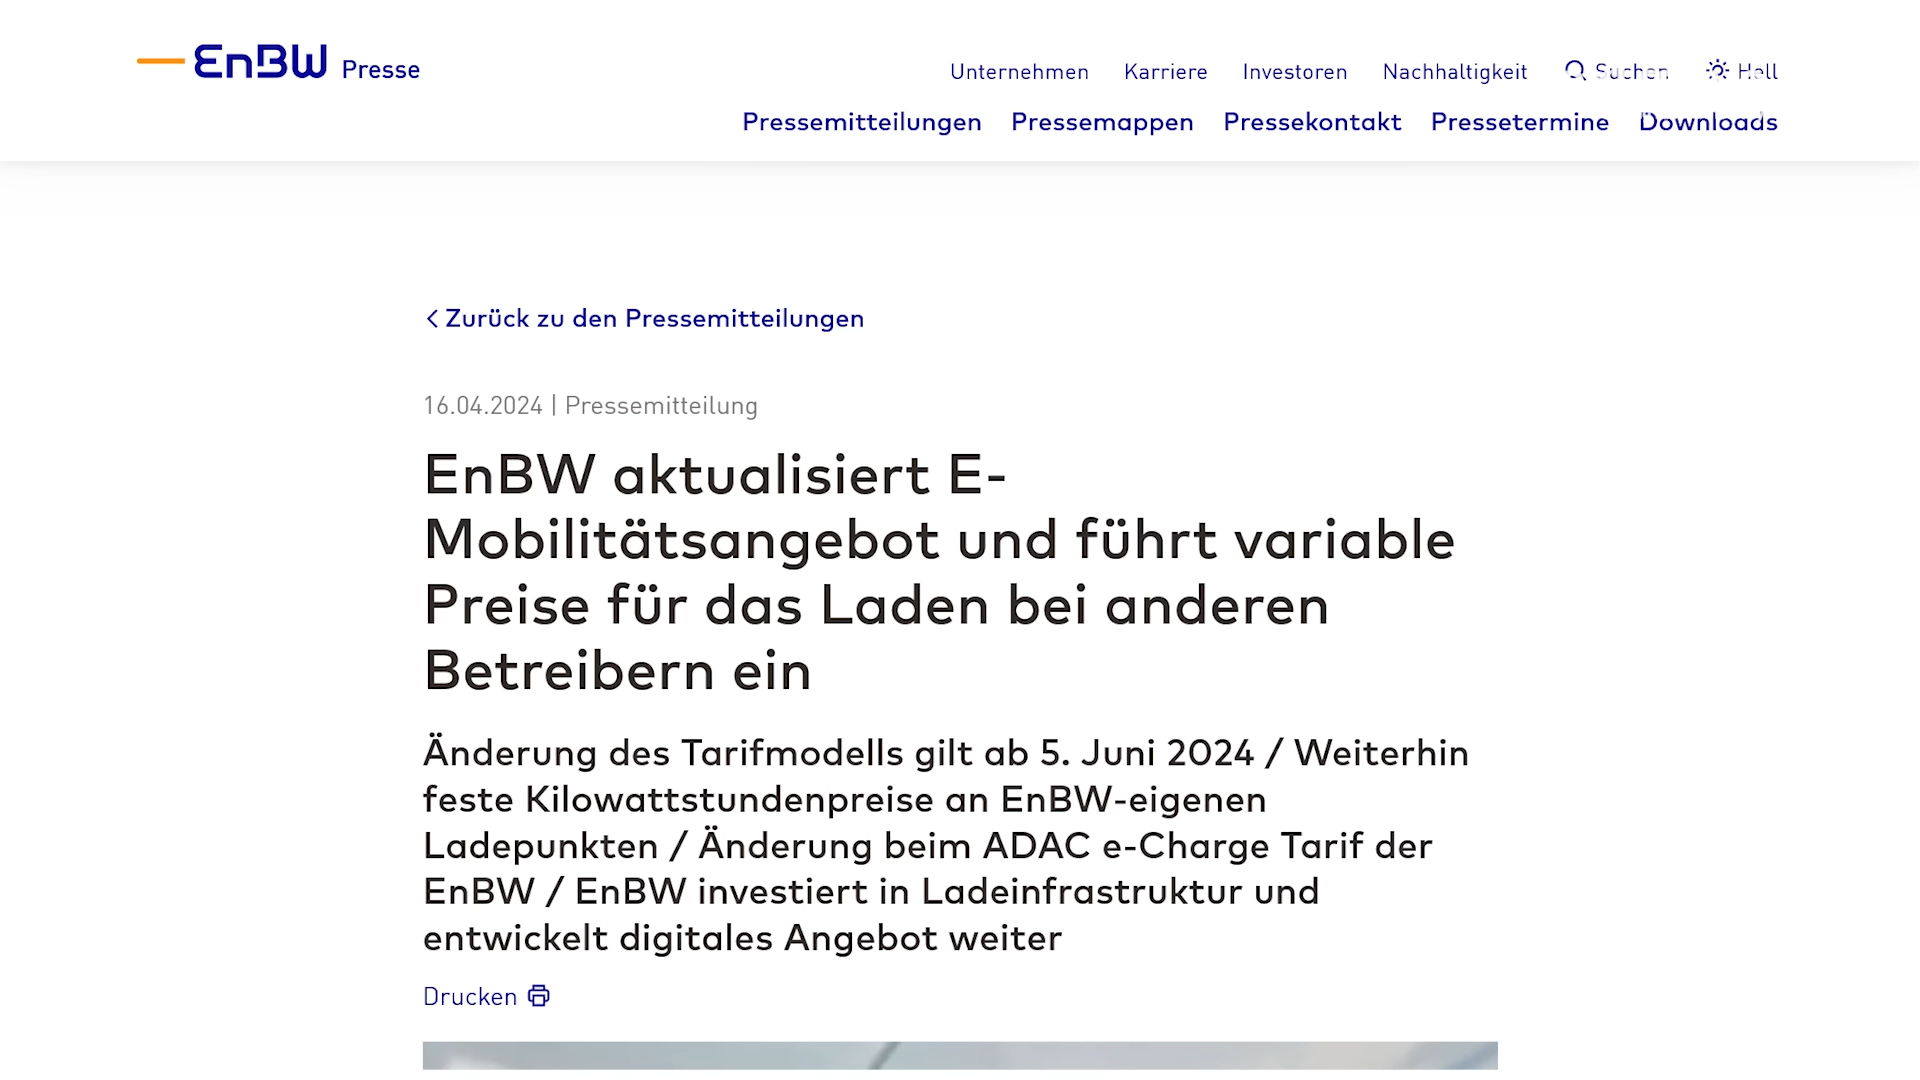 EnBW Presse
Unternehmen Karriere Investoren Nachhaltigkeit Suchen Hell
Pressemitteilungen Pressemappen Pressekontakt Pressetermine Downloads
Zurück zu den Pressemitteilungen
16.04.2024 | Pressemitteilung
EnBW aktualisiert E-
Mobilitätsangebot und führt variable
Preise für das Laden bei anderen
Betreibern ein
Änderung des Tarifmodells gilt ab 5. Juni 2024 / Weiterhin
feste Kilowattstundenpreise an EnBW-eigenen
Ladepunkten / Änderung beim ADAC e-Charge Tarif der
EnBW / EnBW investiert in Ladeinfrastruktur und
entwickelt digitales Angebot weiter
Drucken